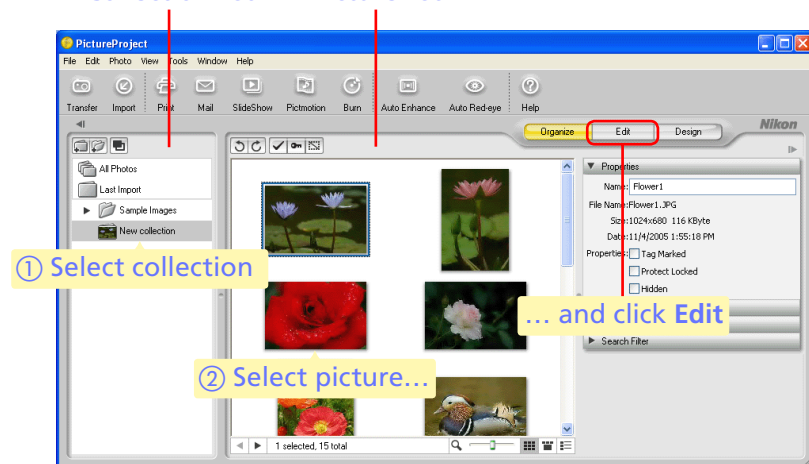 PictureProject
File Edit Photo View Tools Window Help
Transfer Import Print Mail SlideShow Pictmotion Burn Auto Enhance Auto Red-eye Help
Organize Edit Design Nikon
All Photos
Last Import
Sample Images
New collection
① Select collection
② Select picture…
1 selected, 15 total
Properties
Name: Flower1
File Name:Flower1.JPG
Size:1024x680 116 KByte
Date:11/4/2005 1:55:18 PM
Properties: Tag Marked
Protect Locked
Hidden
… and click Edit
Search Filter